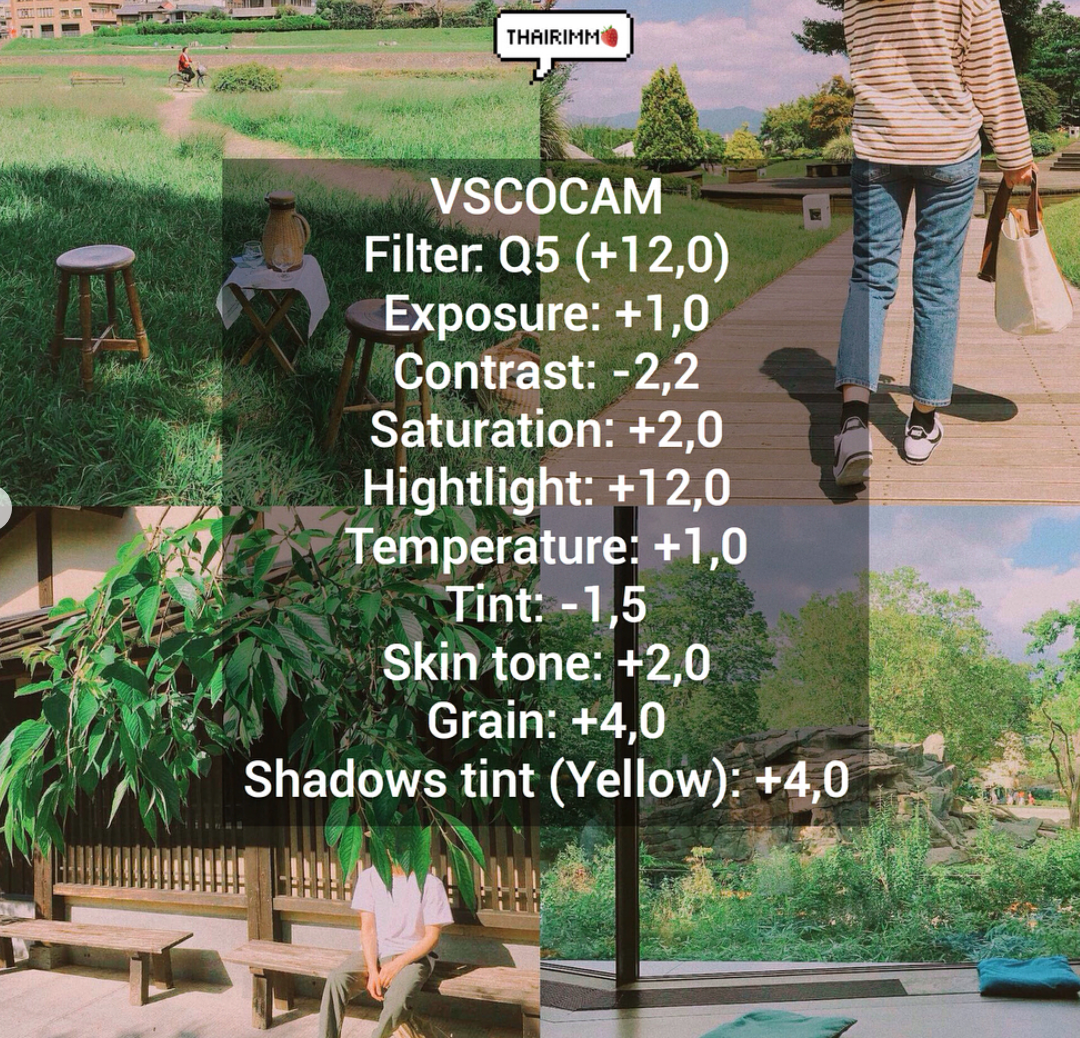 THAIRIMM🍓
VSCOCAM
Filter: Q5 (+12,0)
Exposure: +1,0
Contrast: -2,2
Saturation: +2,0
Hightlight: +12,0
Temperature: +1,0
Tint: -1,5
Skin tone: +2,0
Grain: +4,0
Shadows tint (Yellow): +4,0